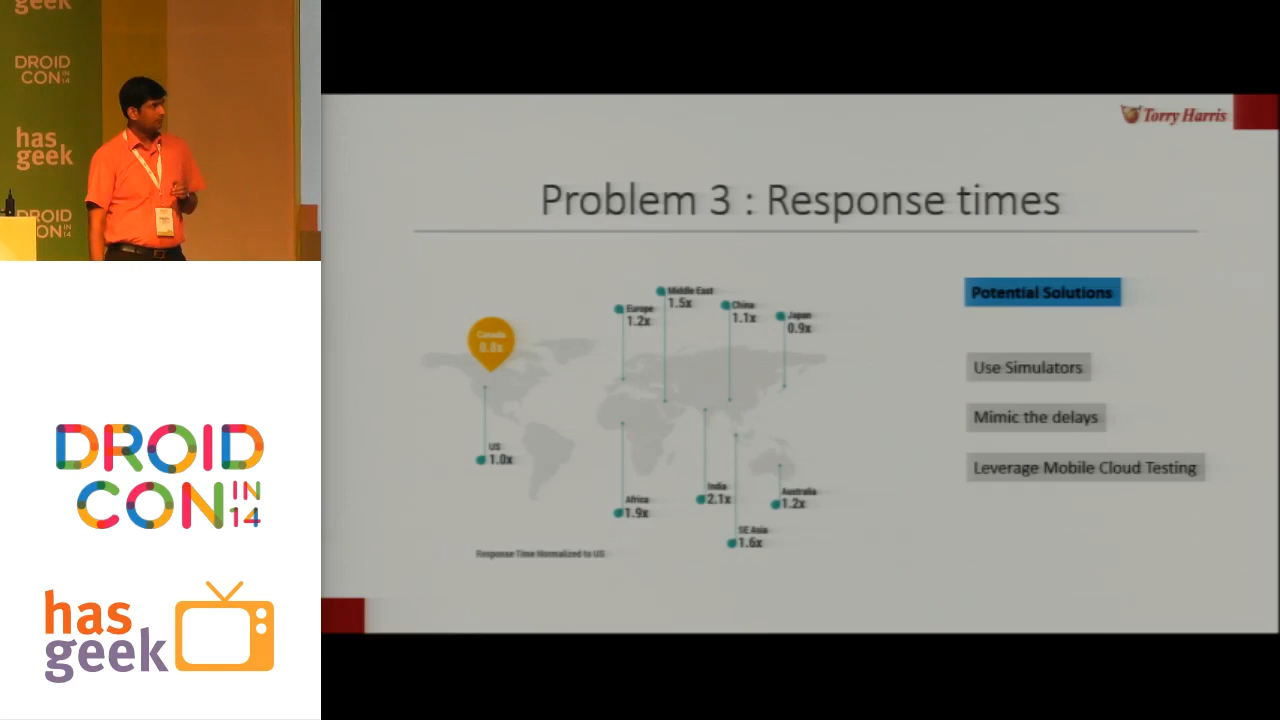 geek
DROID
CON IN 14
has
geek
DROID
CON IN 14
DROID
CON IN 14
has
geek
Torry Harris
Problem 3 : Response times
Canada
0.8x
US
1.0x
Europe
1.2x
Middle East
1.5x
China
1.1x
Japan
0.9x
Africa
1.9x
India
2.1x
SE Asia
1.6x
Australia
1.2x
Response Time Normalized to US
Potential Solutions
Use Simulators
Mimic the delays
Leverage Mobile Cloud Testing